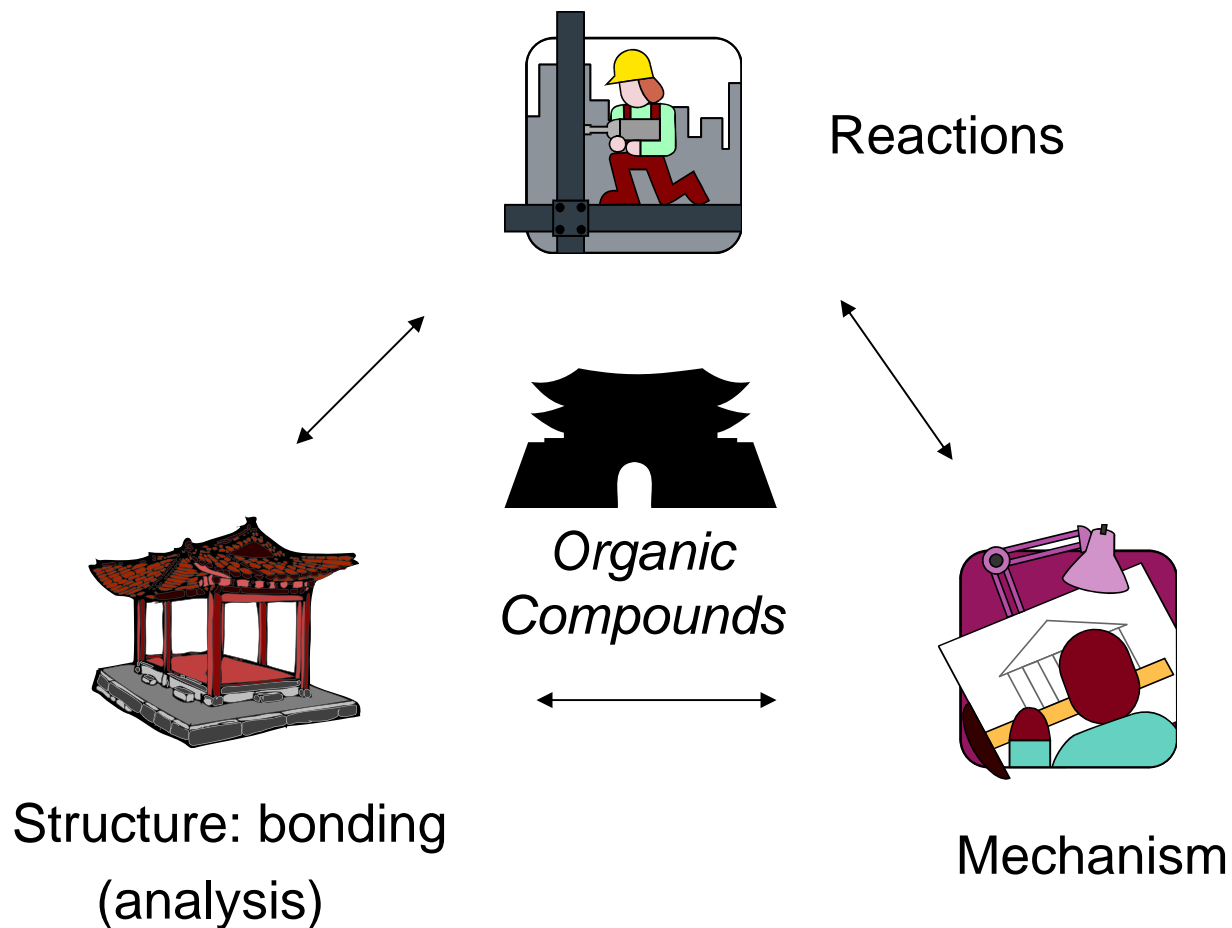 Reactions
Organic
Compounds
Structure: bonding
(analysis)
Mechanism